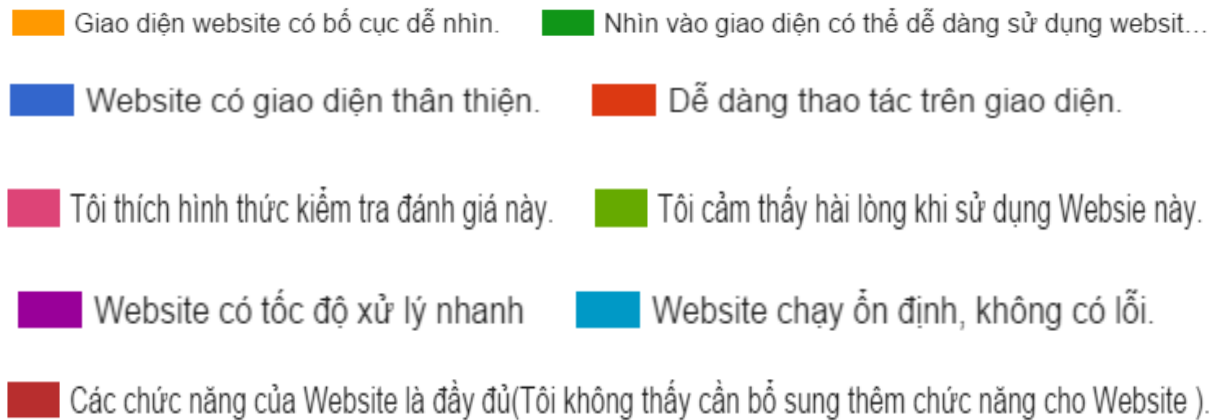 Giao diện website có bố cục dễ nhìn. Nhìn vào giao diện có thể dễ dàng sử dụng websit...
Website có giao diện thân thiện. Dễ dàng thao tác trên giao diện.
Tôi thích hình thức kiểm tra đánh giá này. Tôi cảm thấy hài lòng khi sử dụng Websie này.
Website có tốc độ xử lý nhanh Website chạy ổn định, không có lỗi.
Các chức năng của Website là đầy đủ(Tôi không thấy cần bổ sung thêm chức năng cho Website )